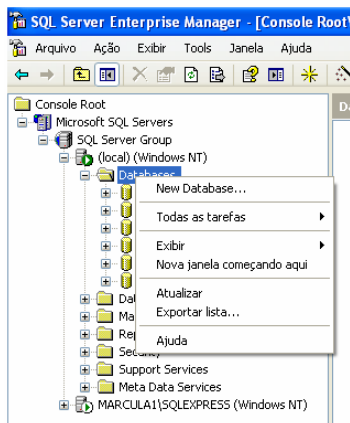 SQL Server Enterprise Manager - [Console Root\
Arquivo Ação Exibir Tools Janela Ajuda
Console Root
Microsoft SQL Servers
SQL Server Group
(local) (Windows NT)
Databases
New Database...
Todas as tarefas
Exibir
Nova janela começando aqui
Atualizar
Exportar lista...
Ajuda
Support Services
Meta Data Services
MARCULA1\SQLEXPRESS (Windows NT)